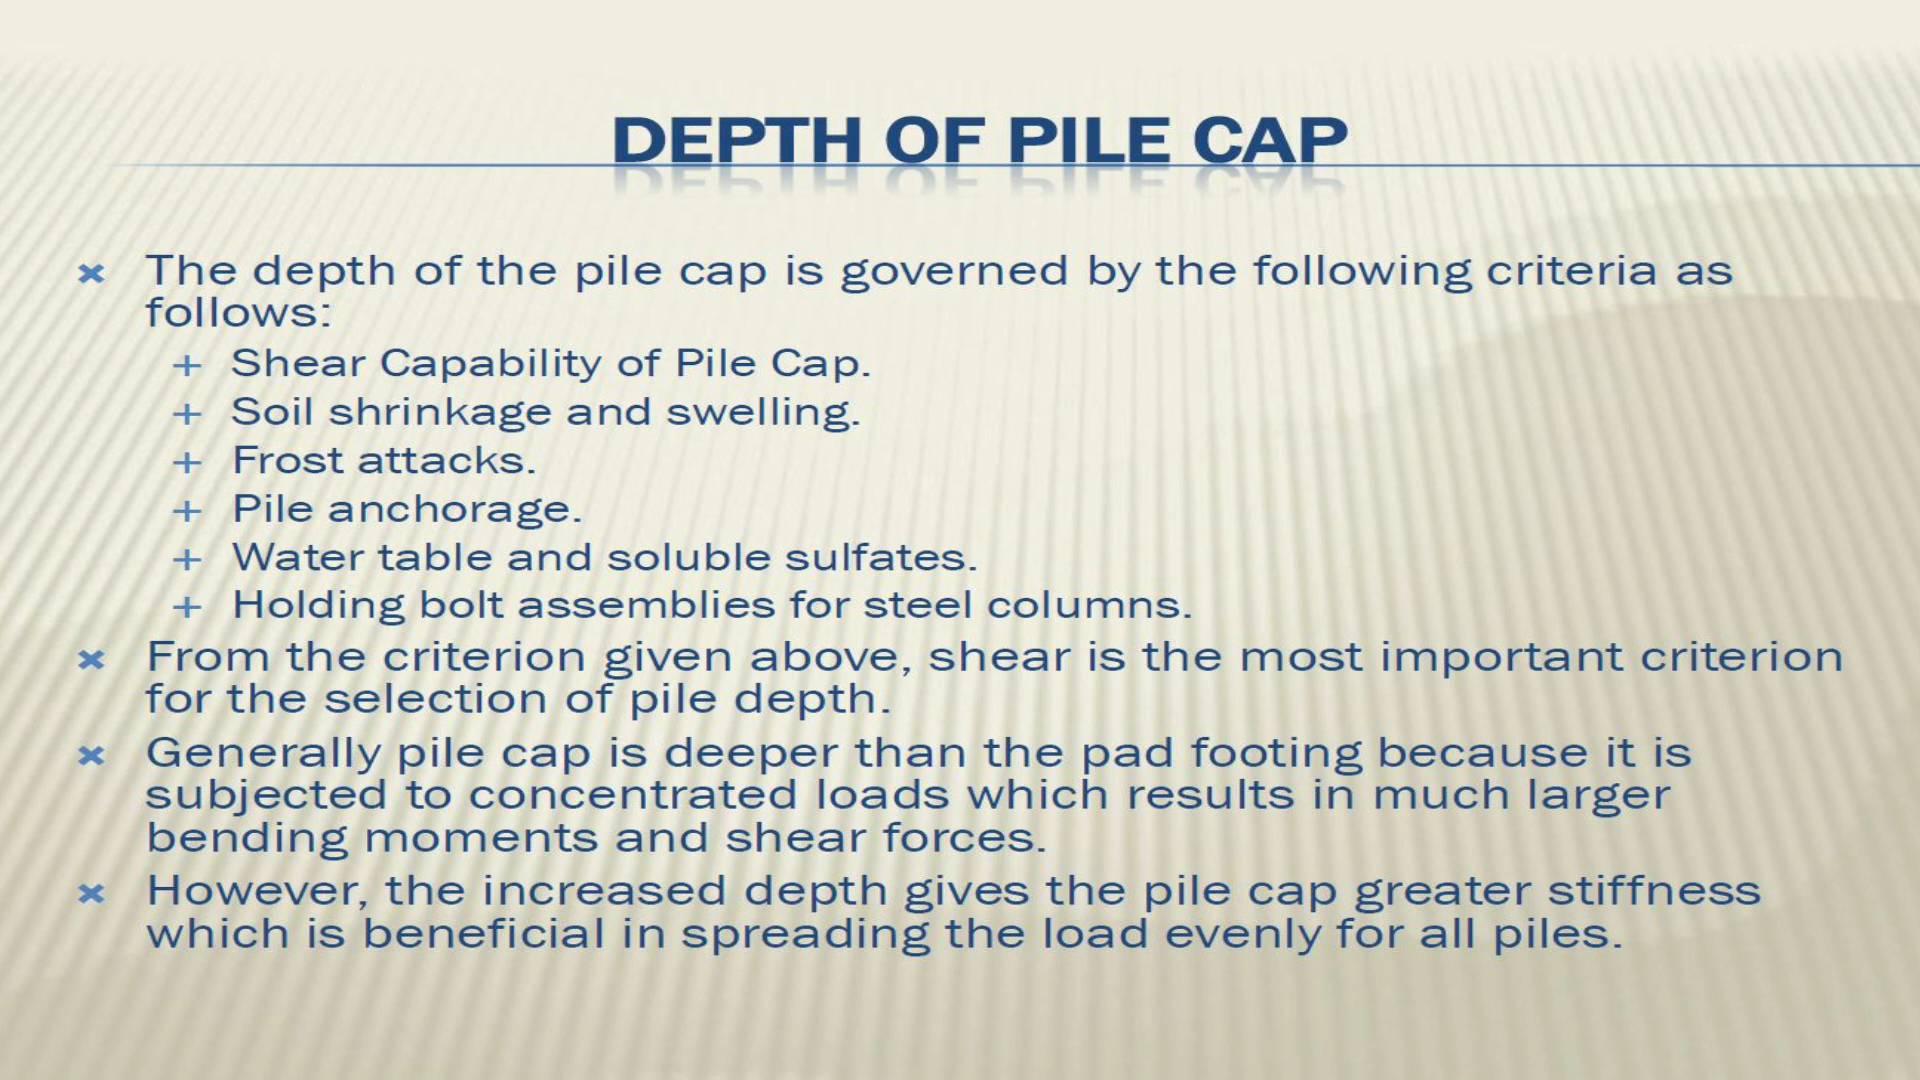 DEPTH OF PILE CAP
The depth of the pile cap is governed by the following criteria as
follows:
Shear Capability of Pile Cap.
Soil shrinkage and swelling.
Frost attacks.
Pile anchorage.
Water table and soluble sulfates.
Holding bolt assemblies for steel columns.
From the criterion given above, shear is the most important criterion
for the selection of pile depth.
Generally pile cap is deeper than the pad footing because it is
subjected to concentrated loads which results in much larger
bending moments and shear forces.
However, the increased depth gives the pile cap greater stiffness
which is beneficial in spreading the load evenly for all piles.